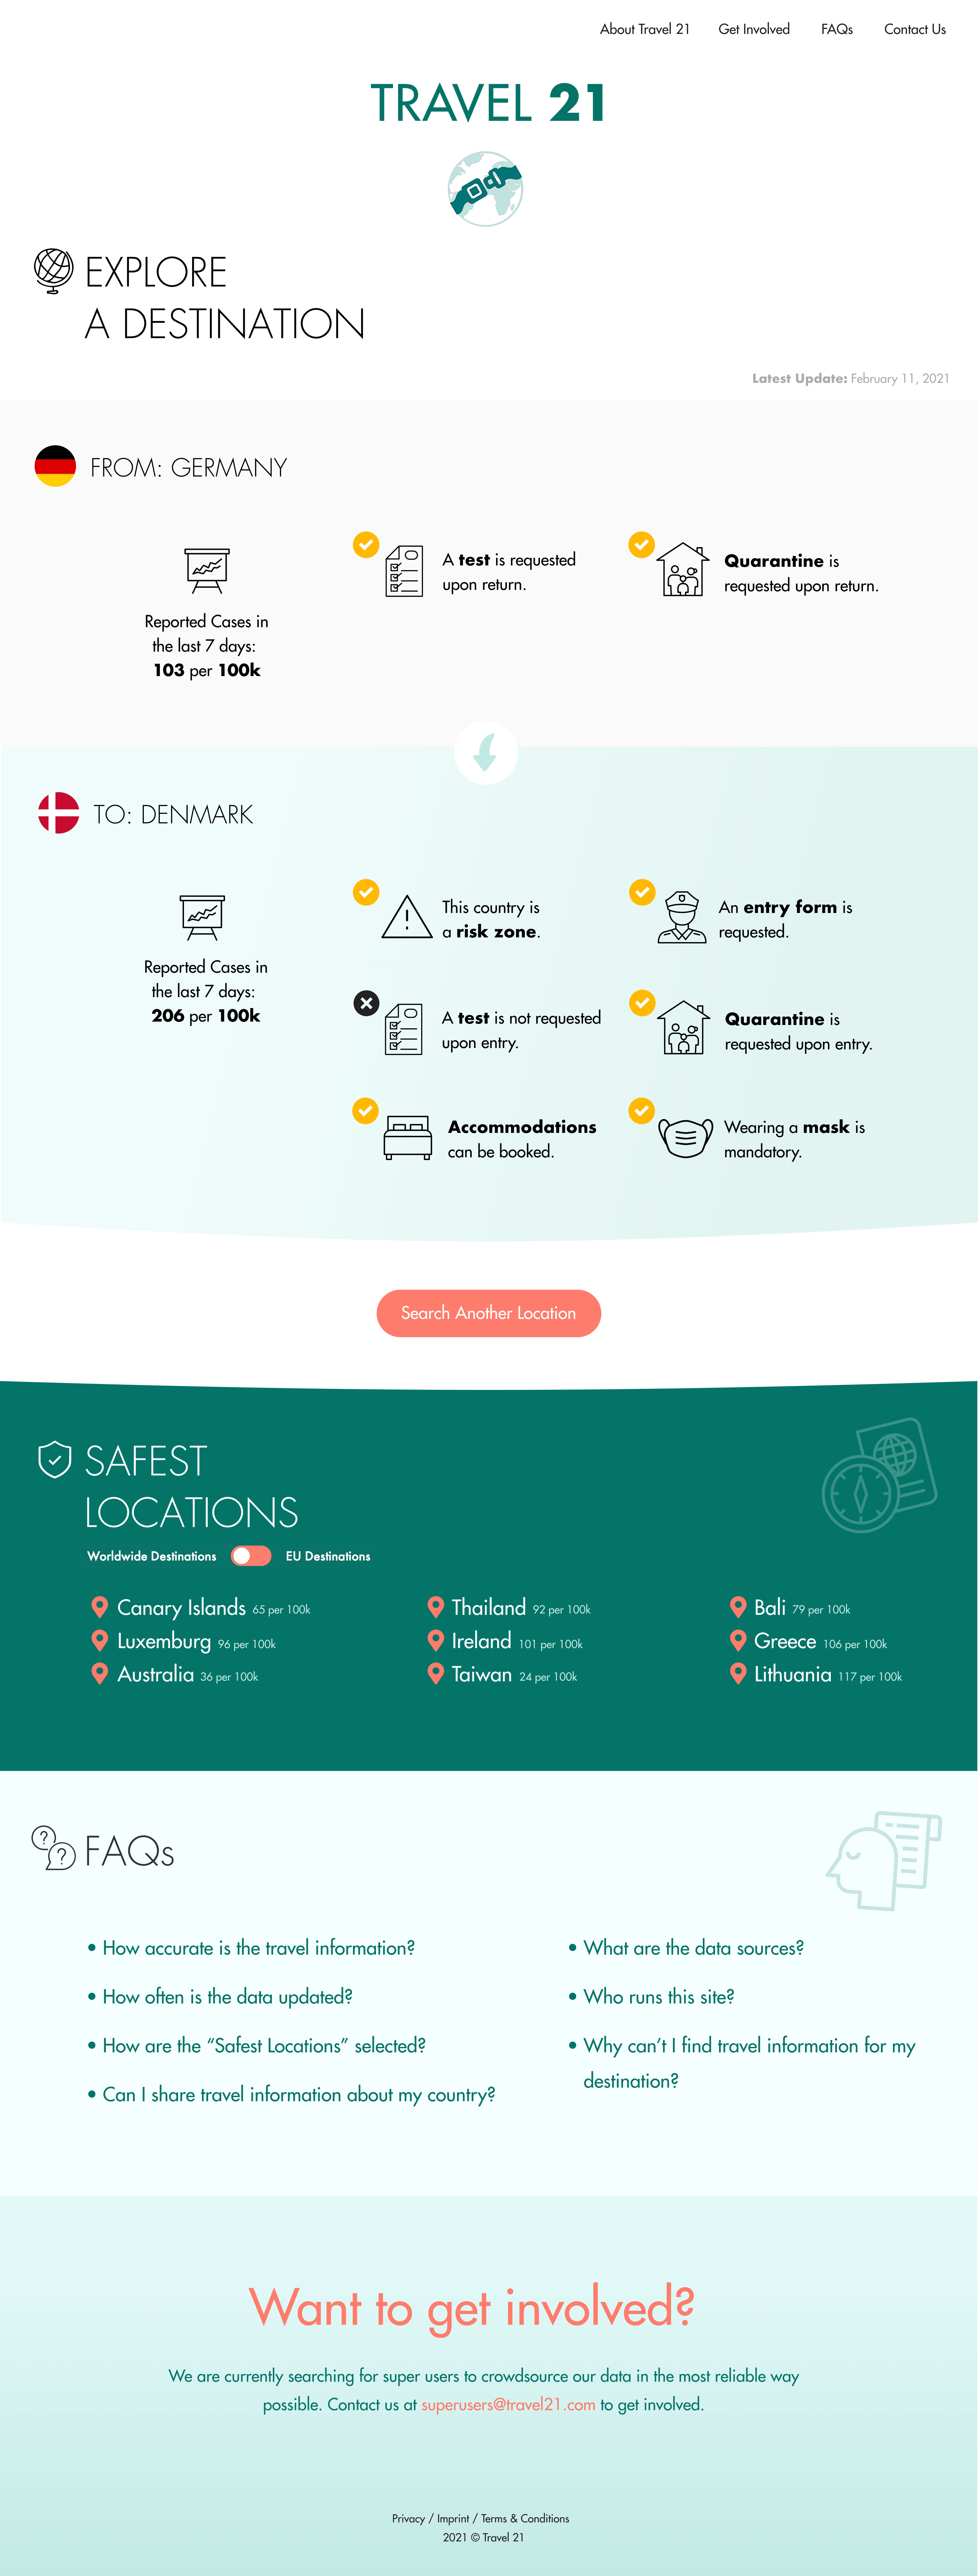 About Travel 21 Get Involved FAQs Contact Us
TRAVEL 21
EXPLORE
A DESTINATION
Latest Update: February 11, 2021
FROM: GERMANY
Reported Cases in
the last 7 days:
103 per 100k
A test is requested
upon return.
Quarantine is
requested upon return.
TO: DENMARK
Reported Cases in
the last 7 days:
206 per 100k
This country is
a risk zone.
An entry form is
requested.
A test is not requested
upon entry.
Quarantine is
requested upon entry.
Accommodations
can be booked.
Wearing a mask is
mandatory.
Search Another Location
SAFEST
LOCATIONS
Worldwide Destinations EU Destinations
Canary Islands 65 per 100k
Luxemburg 96 per 100k
Australia 36 per 100k
Thailand 92 per 100k
Ireland 101 per 100k
Taiwan 24 per 100k
Bali 79 per 100k
Greece 106 per 100k
Lithuania 117 per 100k
FAQs
• How accurate is the travel information?
• How often is the data updated?
• How are the “Safest Locations” selected?
• Can I share travel information about my country?
• What are the data sources?
• Who runs this site?
• Why can’t I find travel information for my
destination?
Want to get involved?
We are currently searching for super users to crowdsource our data in the most reliable way
possible. Contact us at superusers@travel21.com to get involved.
Privacy / Imprint / Terms & Conditions
2021 © Travel 21